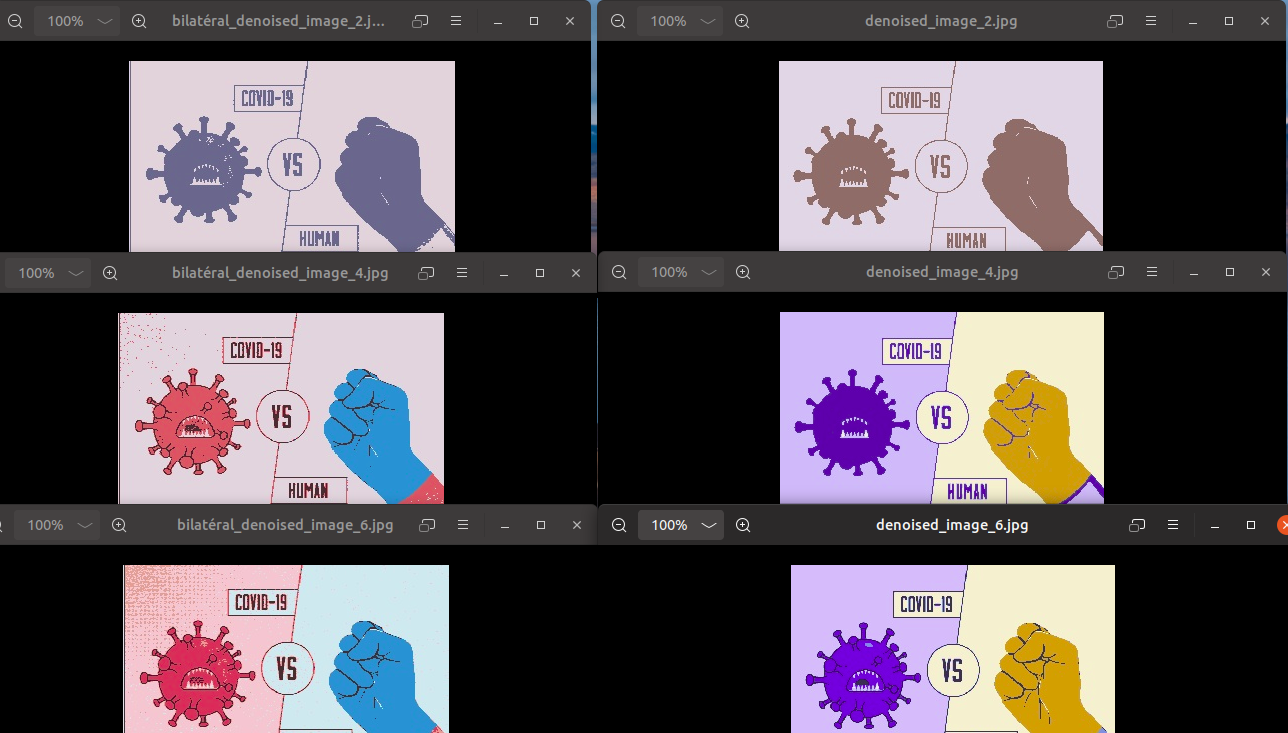 100% bilatéral_denoised_image_2.j...
COVID-19
VS
HUMAN
100% denoised_image_2.jpg
COVID-19
VS
HUMAN
100% bilatéral_denoised_image_4.jpg
COVID-19
VS
HUMAN
100% denoised_image_4.jpg
COVID-19
VS
HUMAN
100% bilatéral_denoised_image_6.jpg
COVID-19
VS
100% denoised_image_6.jpg
COVID-19
VS